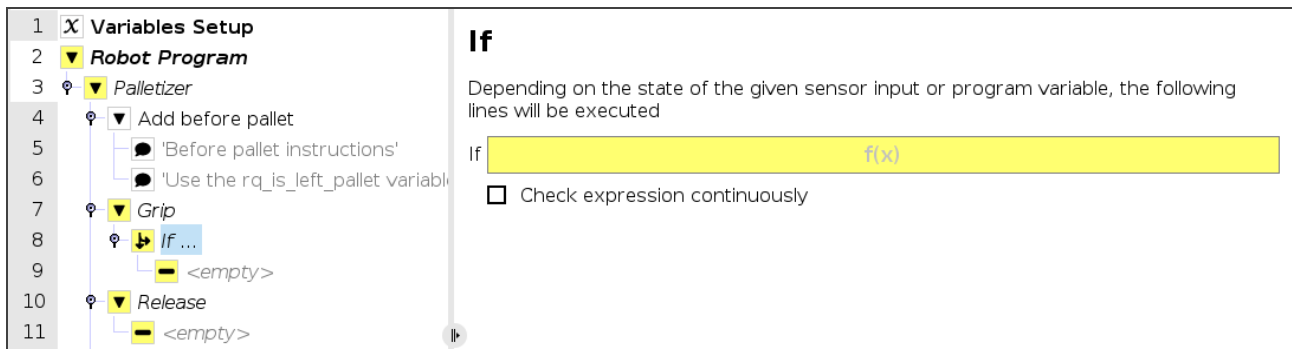 1 X Variables Setup
2 Robot Program
3 Palletizer
4 Add before pallet
5 'Before pallet instructions'
6 'Use the rq_is_left_pallet variabl
7 Grip
8 If ...
9 <empty>
10 Release
11 <empty>
If
Depending on the state of the given sensor input or program variable, the following
lines will be executed
If f(x)
Check expression continuously